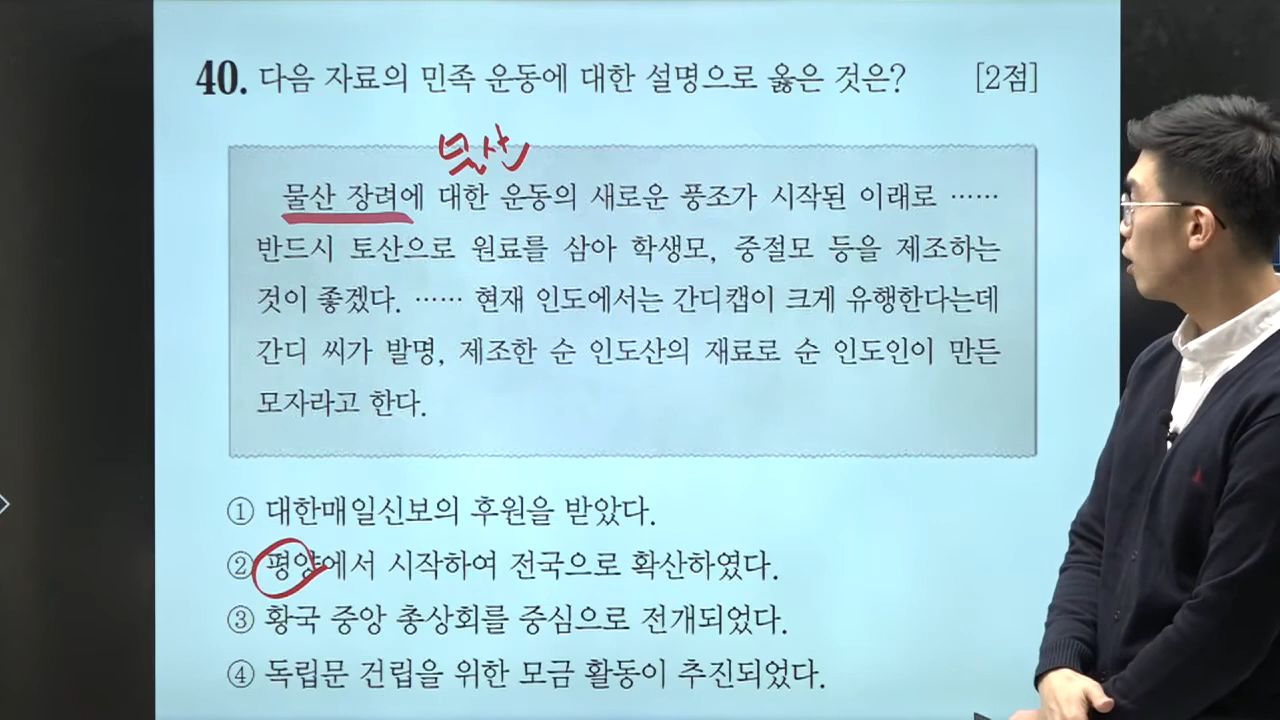 40. 다음 자료의 민족 운동에 대한 설명으로 옳은 것은? [2점]
물산
물산 장려에 대한 운동의 새로운 풍조가 시작된 이래로 ……
반드시 토산으로 원료를 삼아 학생모, 중절모 등을 제조하는
것이 좋겠다. …… 현재 인도에서는 간디캡이 크게 유행한다는데
간디 씨가 발명, 제조한 순 인도산의 재료로 순 인도인이 만든
모자라고 한다.
① 대한매일신보의 후원을 받았다.
② 평양에서 시작하여 전국으로 확산하였다.
③ 황국 중앙 총상회를 중심으로 전개되었다.
④ 독립문 건립을 위한 모금 활동이 추진되었다.